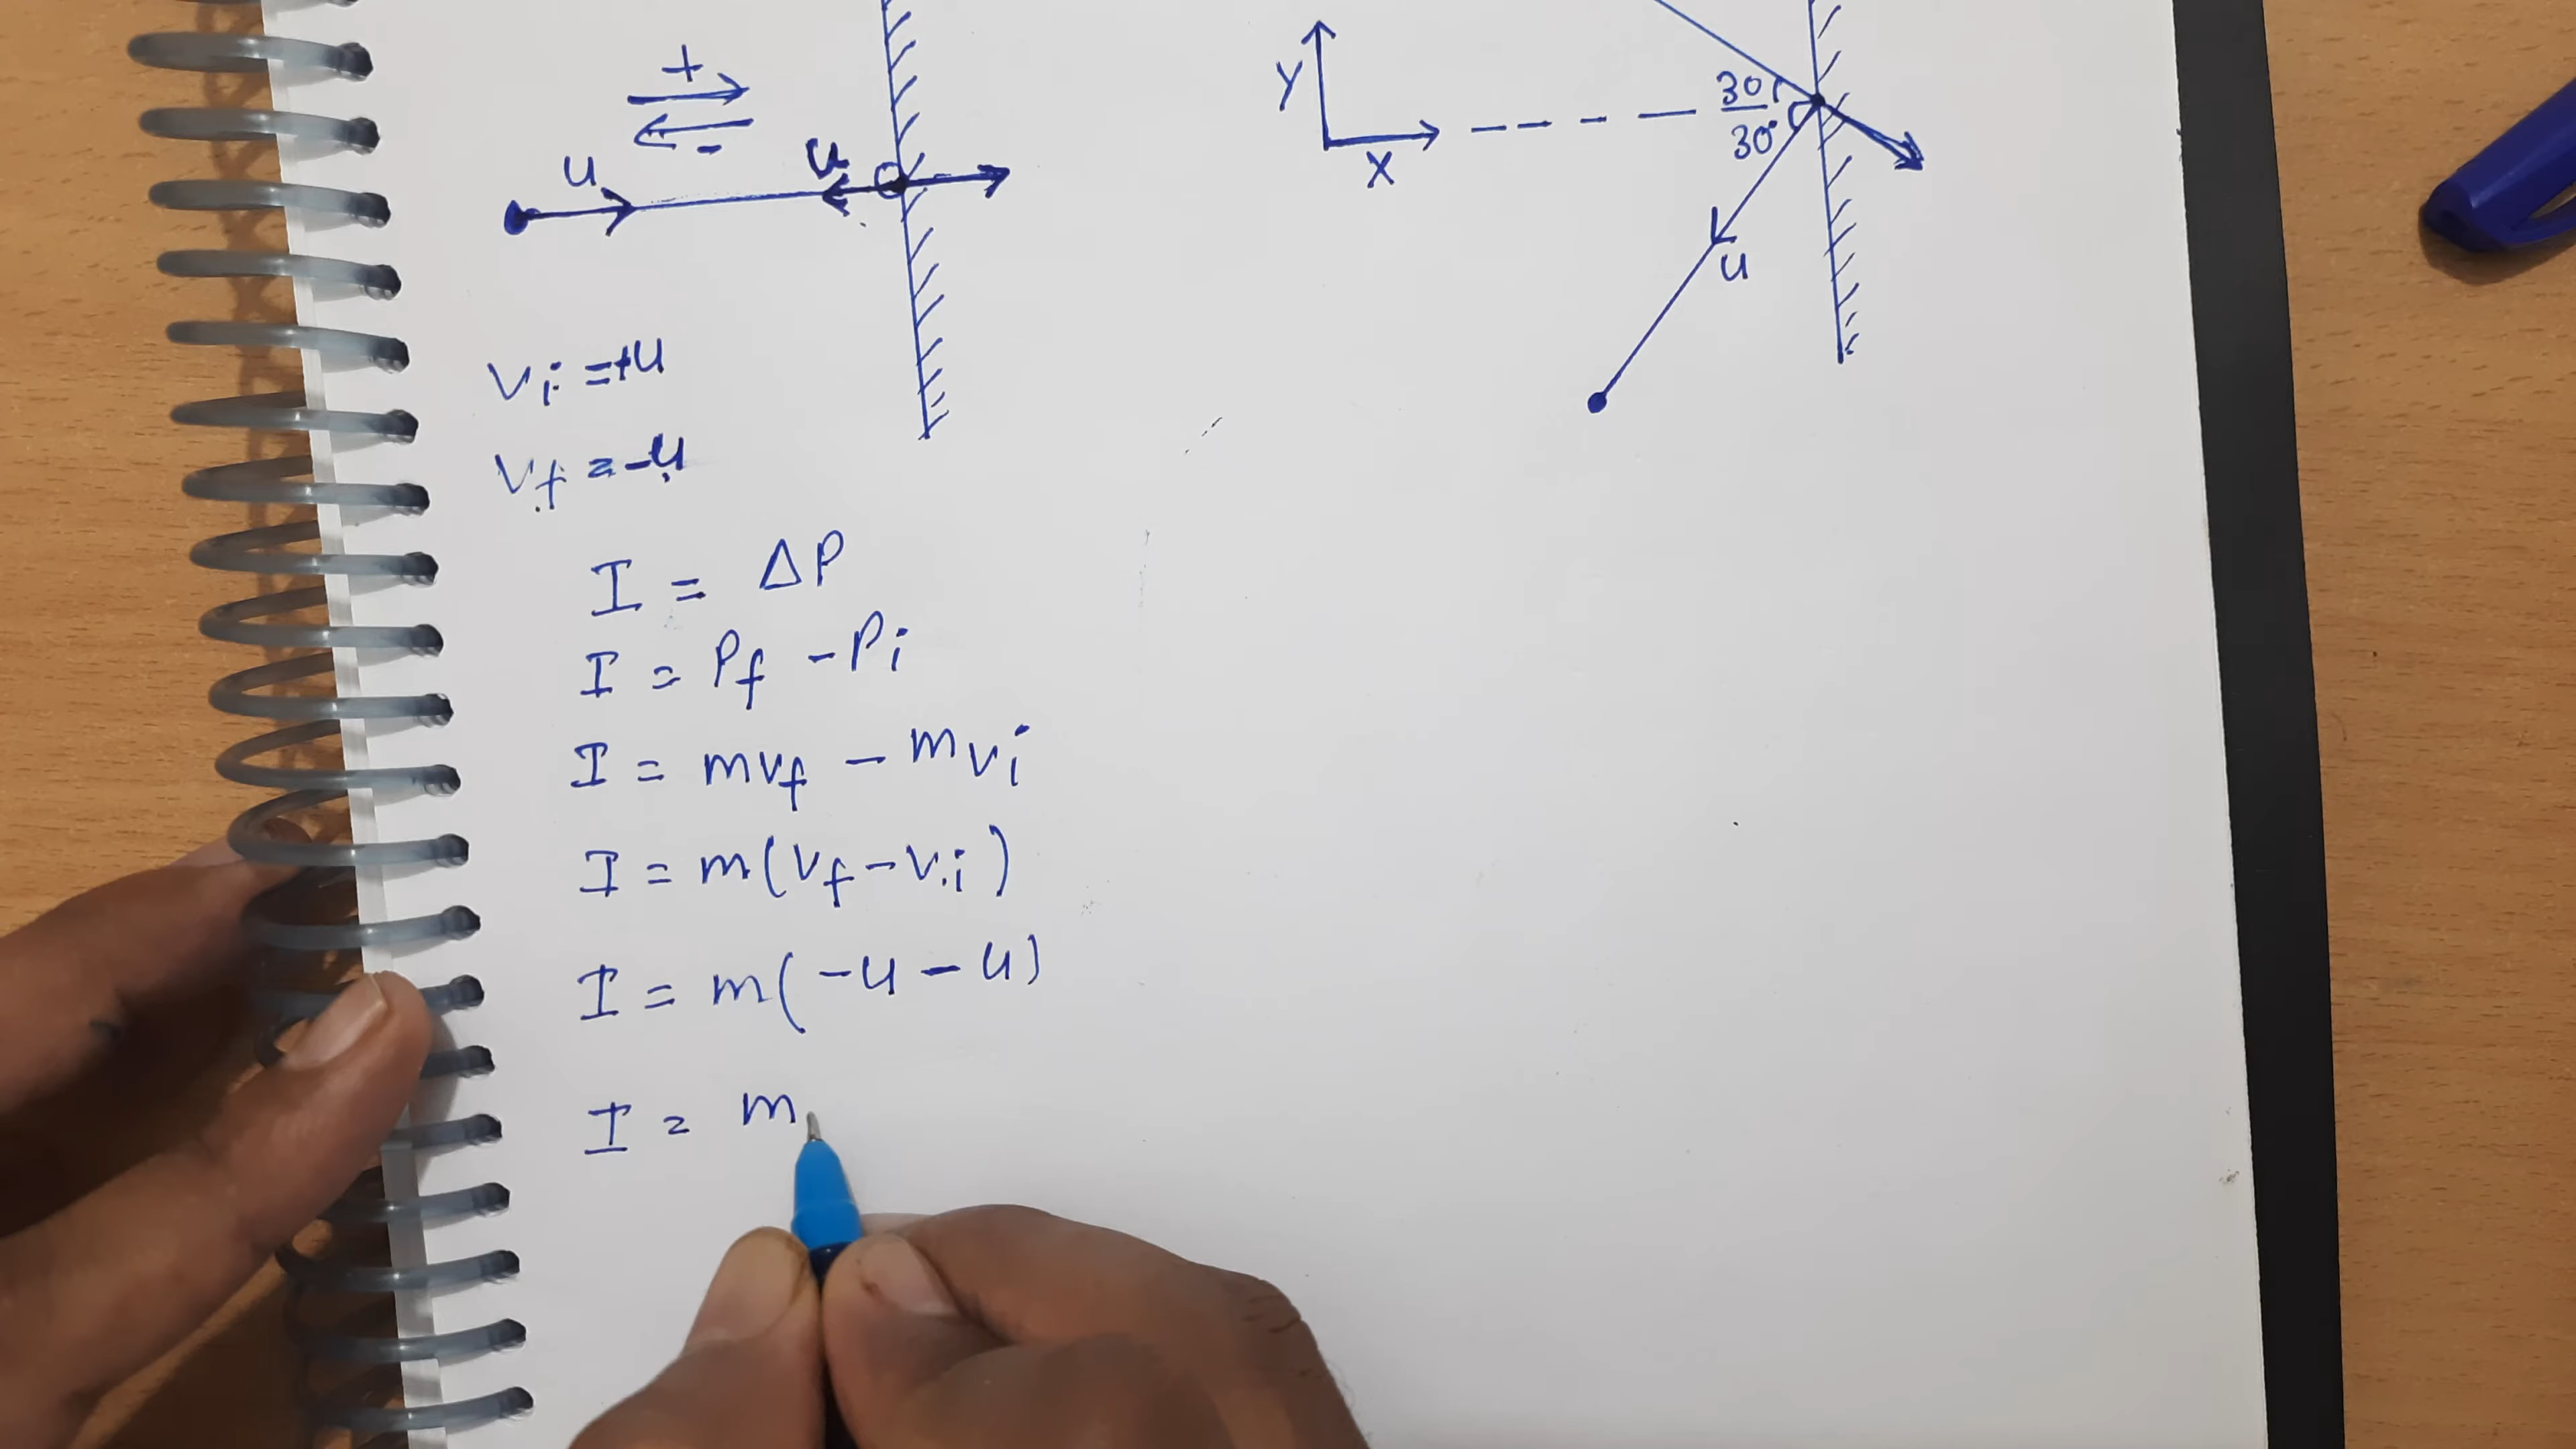 +
-
u
u
vi = +u
vf = -u
I = ΔP
I = Pf - Pi
I = mvf - mvi
I = m(vf - vi)
I = m(-u - u)
I = m
Y
X
30°
30°
u